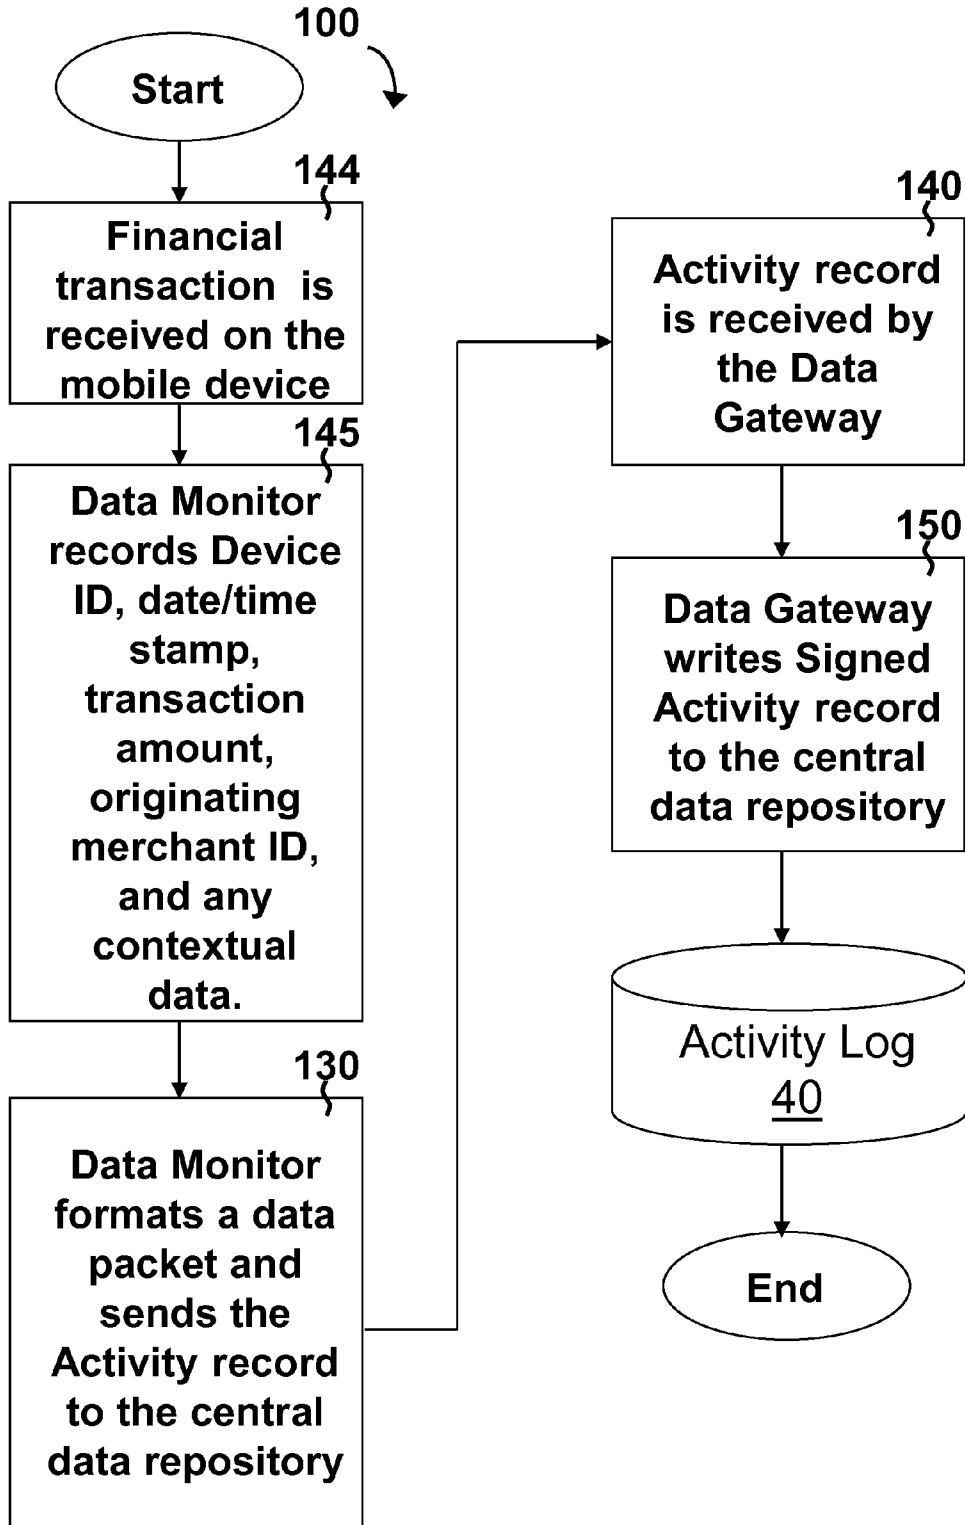 100
Start
144
Financial
transaction is
received on the
mobile device
145
Data Monitor
records Device
ID, date/time
stamp,
transaction
amount,
originating
merchant ID,
and any
contextual
data.
130
Data Monitor
formats a data
packet and
sends the
Activity record
to the central
data repository
140
Activity record
is received by
the Data
Gateway
150
Data Gateway
writes Signed
Activity record
to the central
data repository
Activity Log
40
End